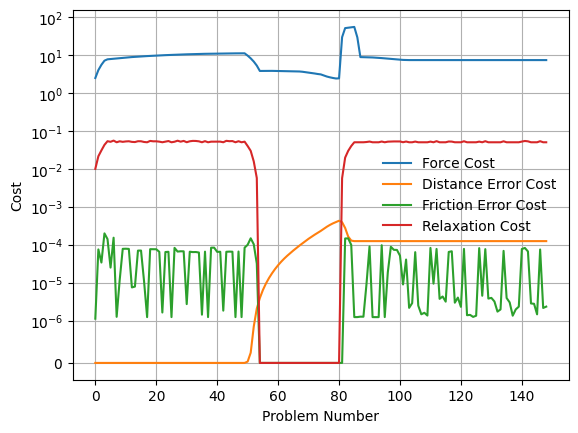 10²
10¹
10⁰
10⁻¹
10⁻²
10⁻³
10⁻⁴
10⁻⁵
10⁻⁶
0
Cost
Force Cost
Distance Error Cost
Friction Error Cost
Relaxation Cost
0 20 40 60 80 100 120 140
Problem Number